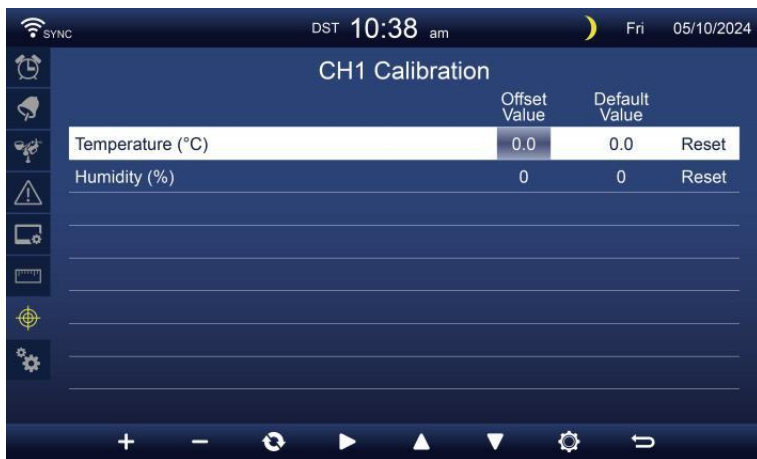 SYNC DST 10:38 am Fri 05/10/2024
CH1 Calibration
Offset Value Default Value
Temperature (°C) 0.0 0.0 Reset
Humidity (%) 0 0 Reset